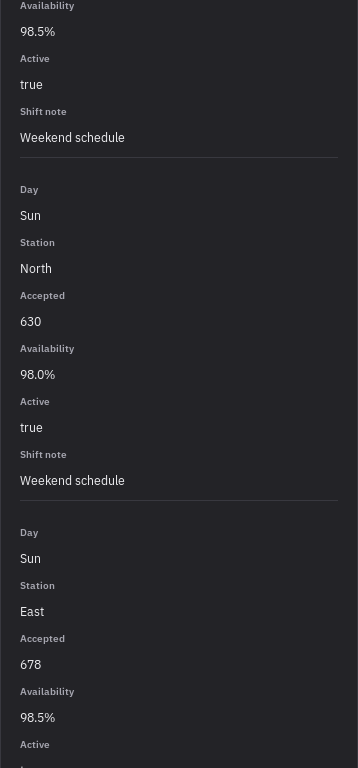 Availability
98.5%
Active
true
Shift note
Weekend schedule
Day
Sun
Station
North
Accepted
630
Availability
98.0%
Active
true
Shift note
Weekend schedule
Day
Sun
Station
East
Accepted
678
Availability
98.5%
Active